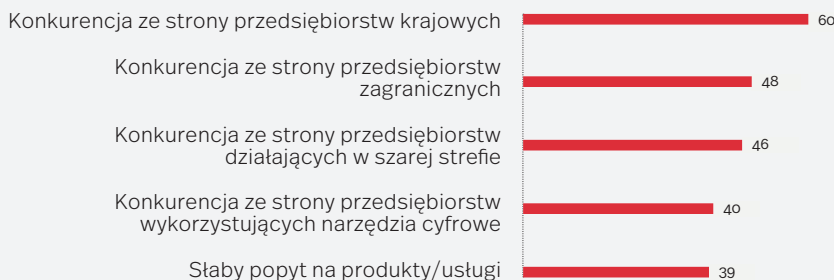 Konkurencja ze strony przedsiębiorstw krajowych 60
Konkurencja ze strony przedsiębiorstw
zagranicznych 48
Konkurencja ze strony przedsiębiorstw
działających w szarej strefie 46
Konkurencja ze strony przedsiębiorstw
wykorzystujących narzędzia cyfrowe 40
Słaby popyt na produkty/usługi 39